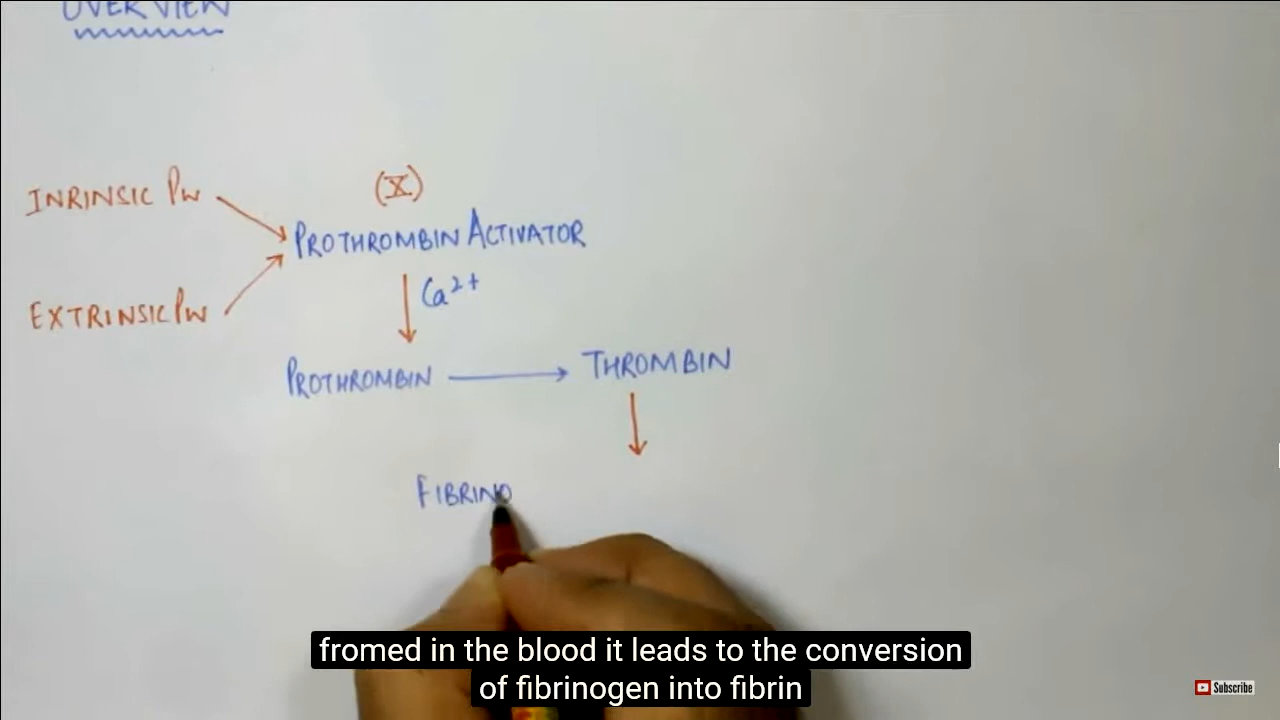 OVERVIEW
(X)
INRINSIC PW
PROTHROMBIN ACTIVATOR
Ca2+
EXTRINSIC PW
PROTHROMBIN
THROMBIN
FIBRINO
fromed in the blood it leads to the conversion
of fibrinogen into fibrin
Subscribe